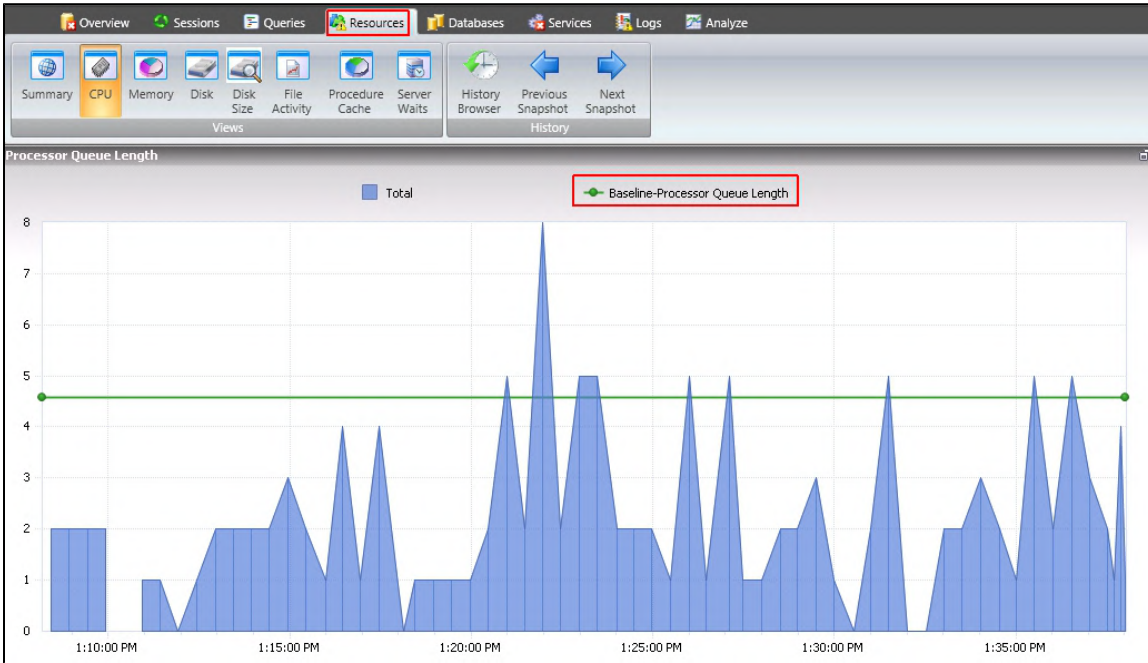 Overview Sessions Queries Resources Databases Services Logs Analyze
Summary CPU Memory Disk Disk Size File Activity Procedure Cache Server Waits History Browser Previous Snapshot Next Snapshot
Views History
Processor Queue Length
Total Baseline-Processor Queue Length
8
7
6
5
4
3
2
1
0
1:10:00 PM 1:15:00 PM 1:20:00 PM 1:25:00 PM 1:30:00 PM 1:35:00 PM